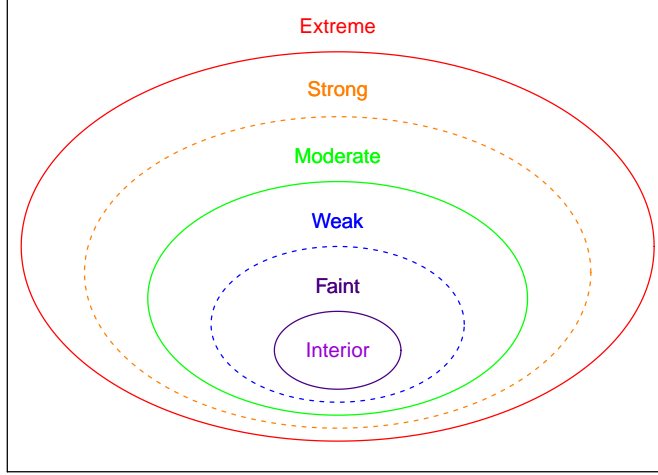 Extreme
Strong
Moderate
Weak
Faint
Interior